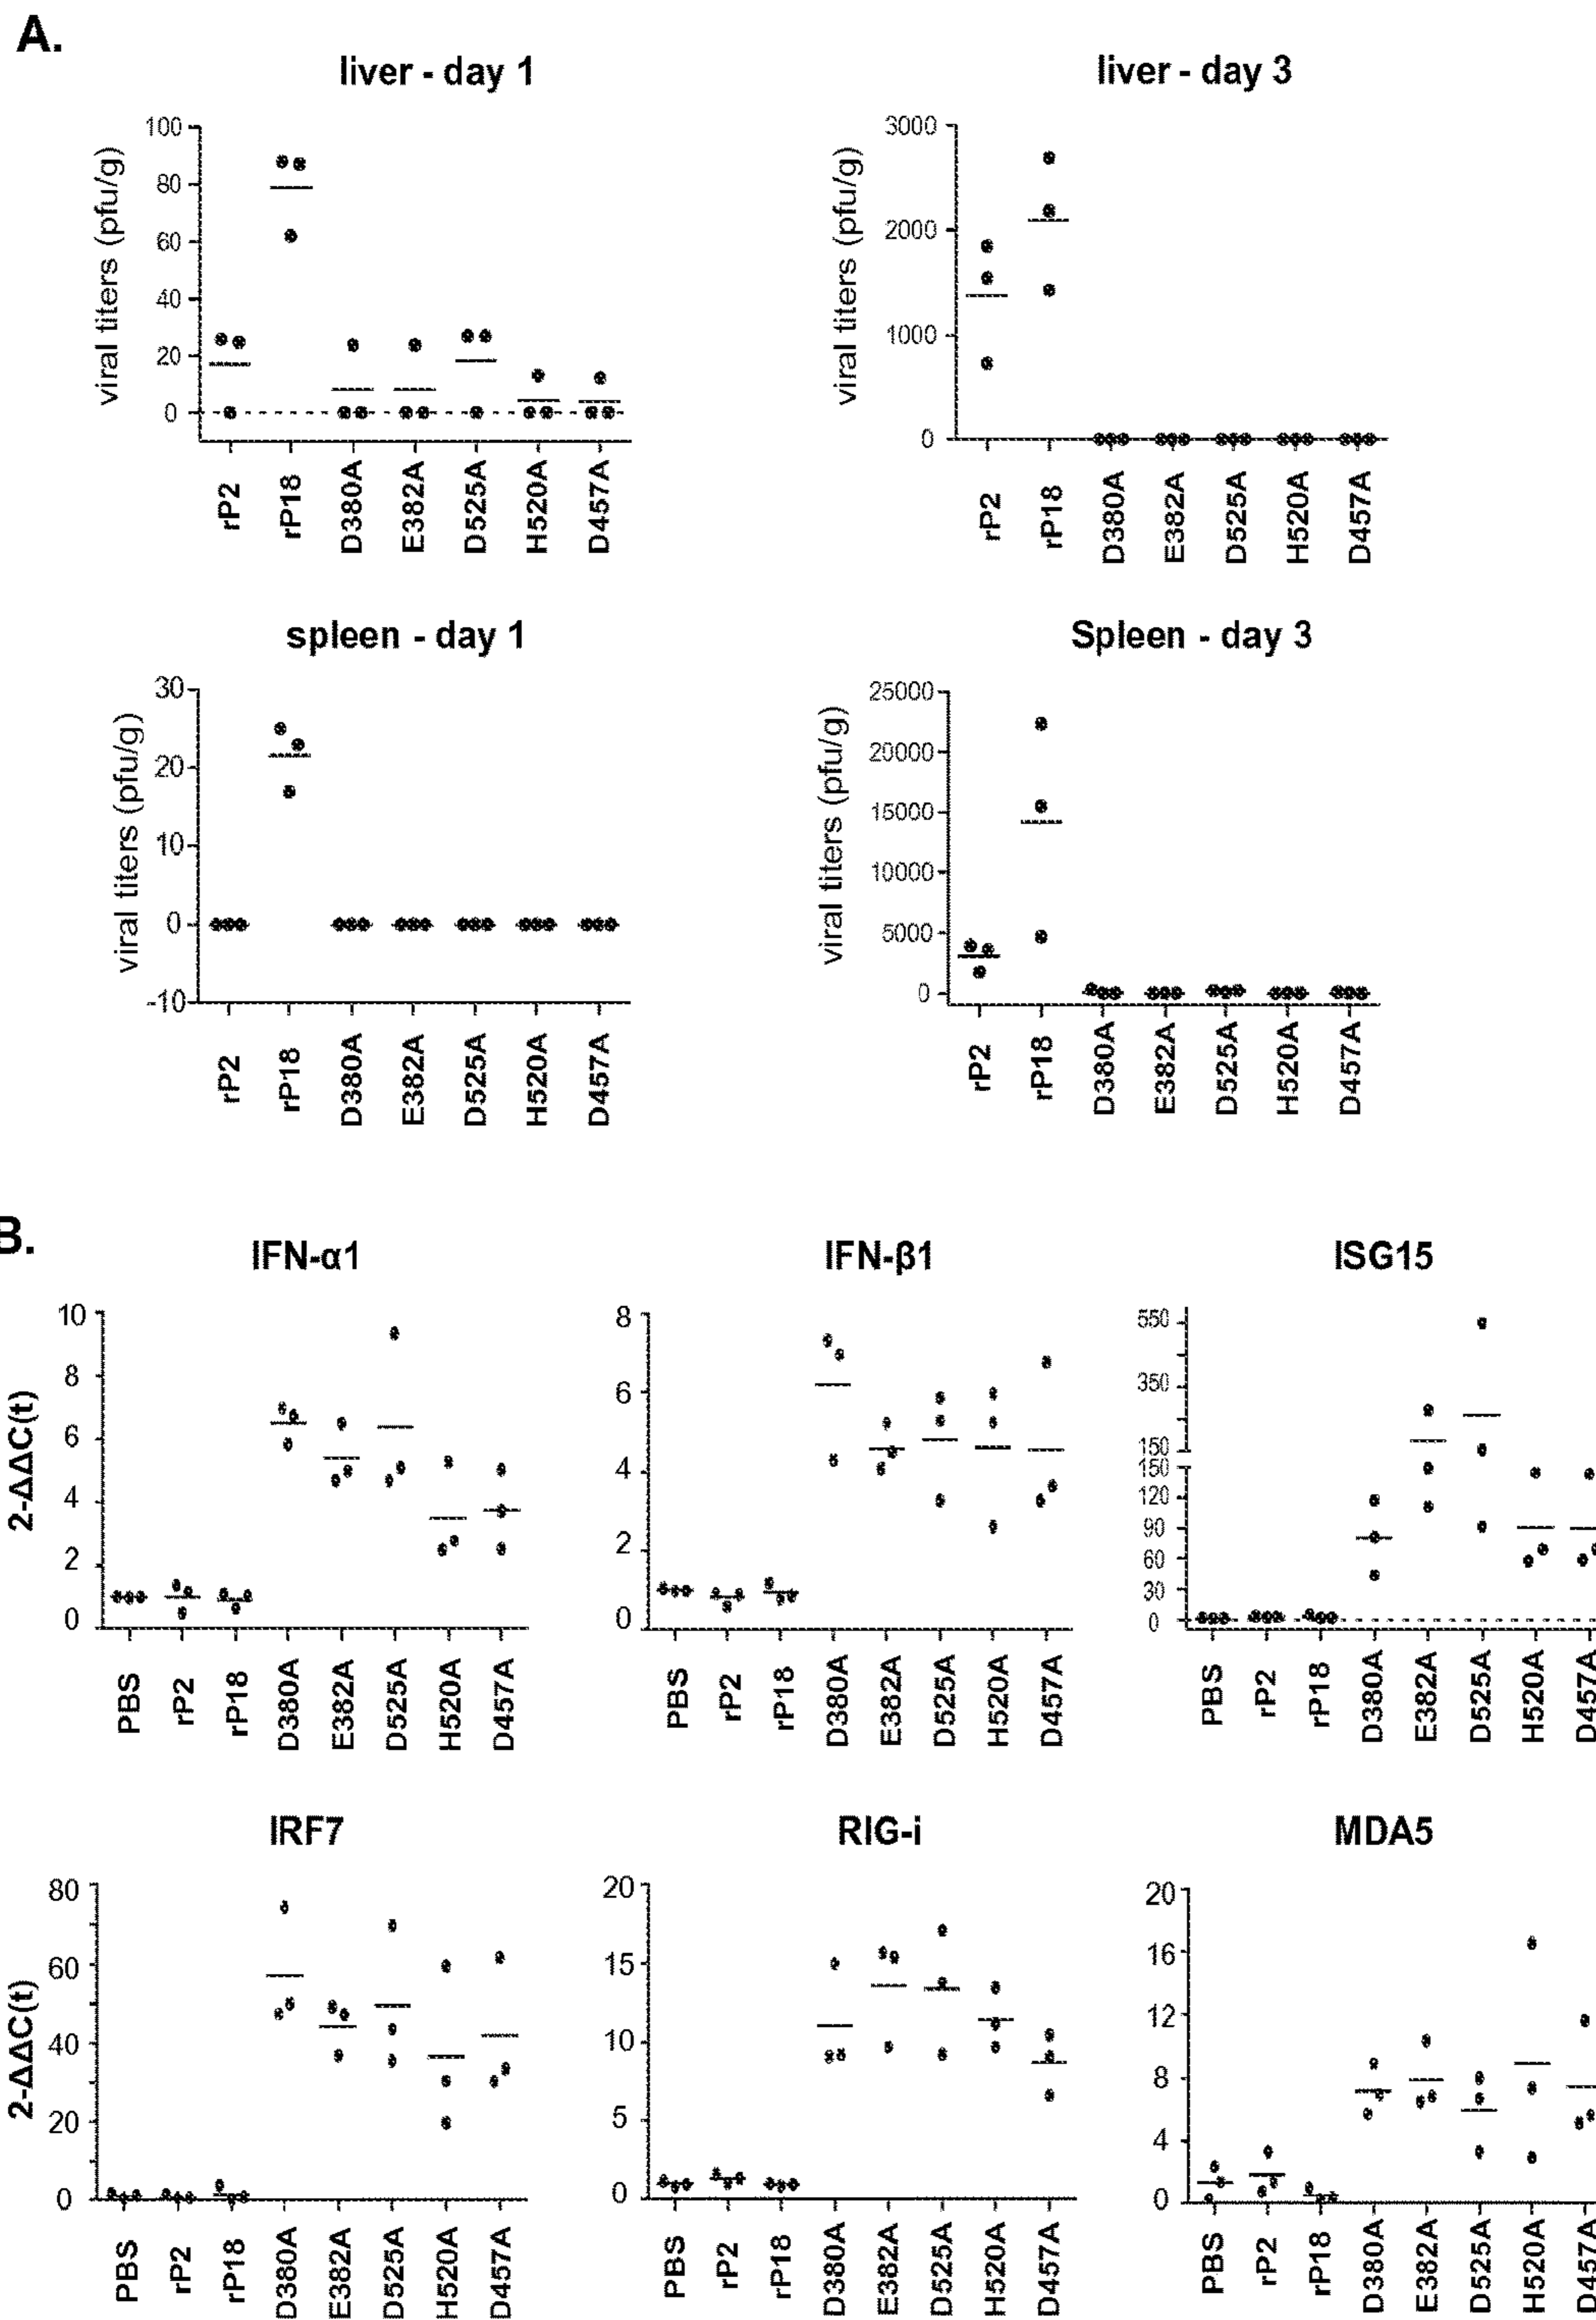 A.
liver - day 1
viral titers (pfu/g)
100
80
60
40
20
0
rP2
rP18
D380A
E382A
D525A
H520A
D457A
liver - day 3
viral titers (pfu/g)
3000
2000
1000
0
rP2
rP18
D380A
E382A
D525A
H520A
D457A
spleen - day 1
viral titers (pfu/g)
30
20
10
0
-10
rP2
rP18
D380A
E382A
D525A
H520A
D457A
Spleen - day 3
viral titers (pfu/g)
25000
20000
15000
10000
5000
0
rP2
rP18
D380A
E382A
D525A
H520A
D457A
B.
IFN-α1
2-ΔΔC(t)
10
8
6
4
2
0
PBS
rP2
rP18
D380A
E382A
D525A
H520A
D457A
IFN-β1
8
6
4
2
0
PBS
rP2
rP18
D380A
E382A
D525A
H520A
D457A
ISG15
550
350
150
150
120
90
60
30
0
PBS
rP2
rP18
D380A
E382A
D525A
H520A
D457A
IRF7
2-ΔΔC(t)
80
60
40
20
0
PBS
rP2
rP18
D380A
E382A
D525A
H520A
D457A
RIG-i
20
15
10
5
0
PBS
rP2
rP18
D380A
E382A
D525A
H520A
D457A
MDA5
20
16
12
8
4
0
PBS
rP2
rP18
D380A
E382A
D525A
H520A
D457A